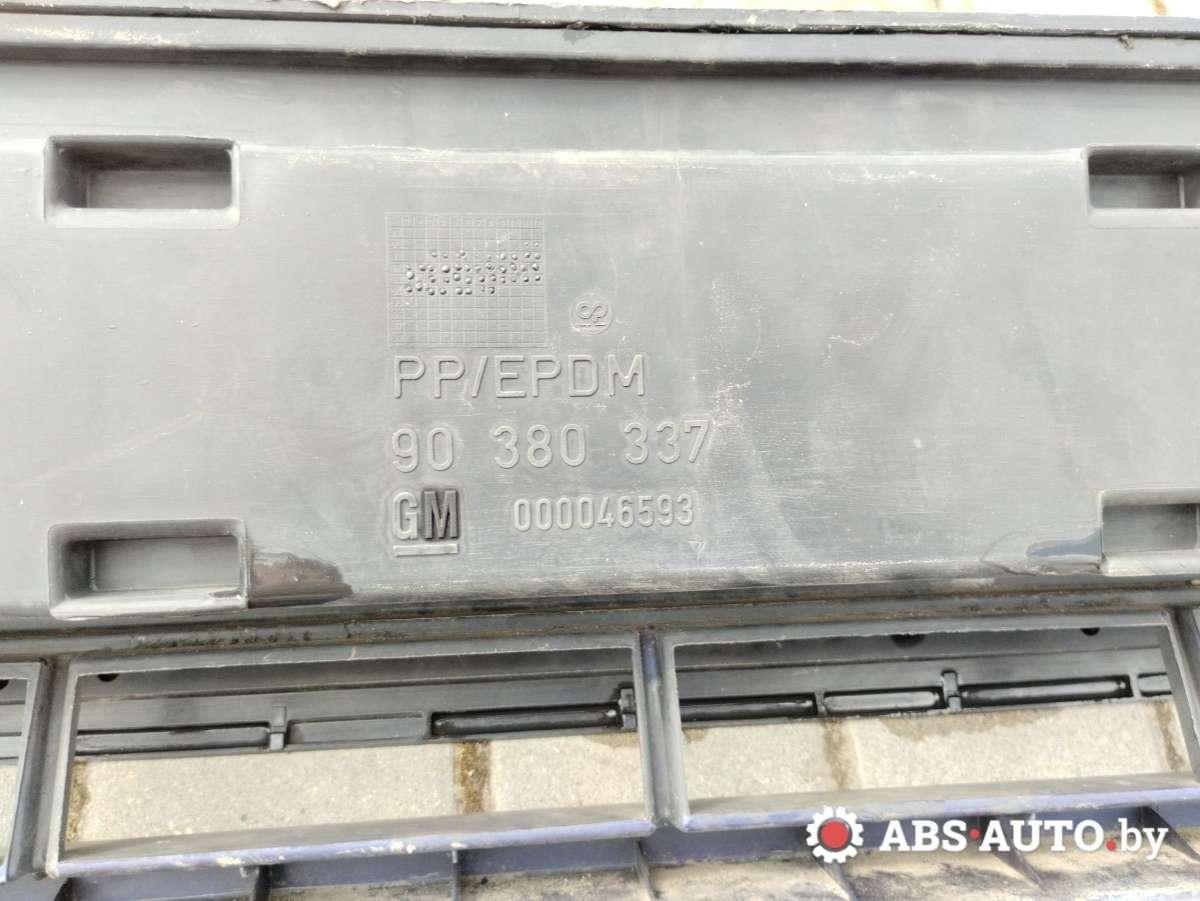 PP/EPDM
90 380 337
GM 000046593
ABS-AUTO.by